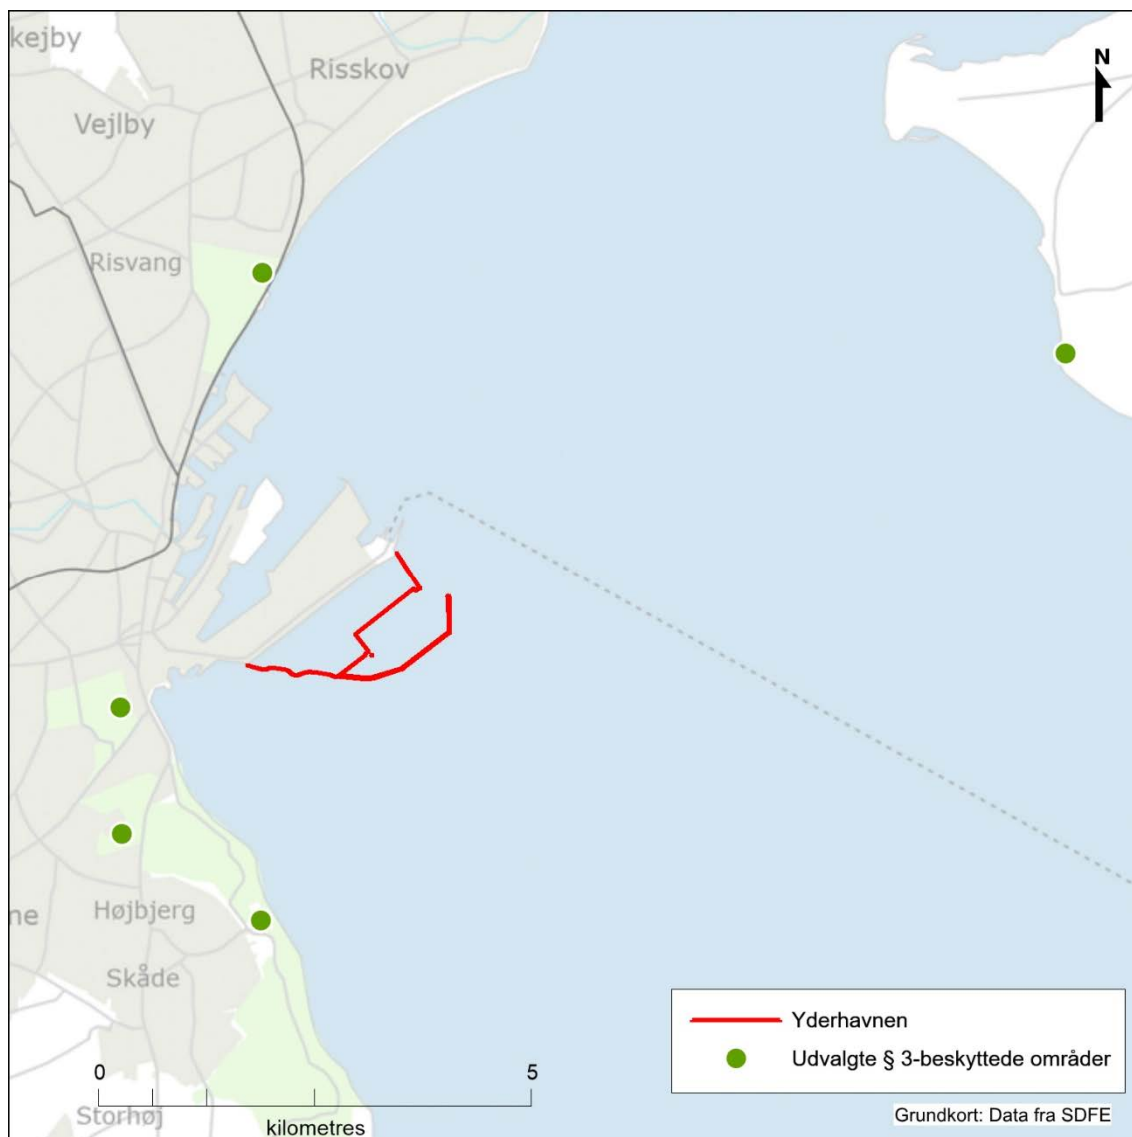 kejby
Risskov
N
Vejlby
Risvang
Højbjerg
ne
Skåde
Yderhavnen
Udvalgte § 3-beskyttede områder
0
5
Storhøj
kilometres
Grundkort: Data fra SDFE